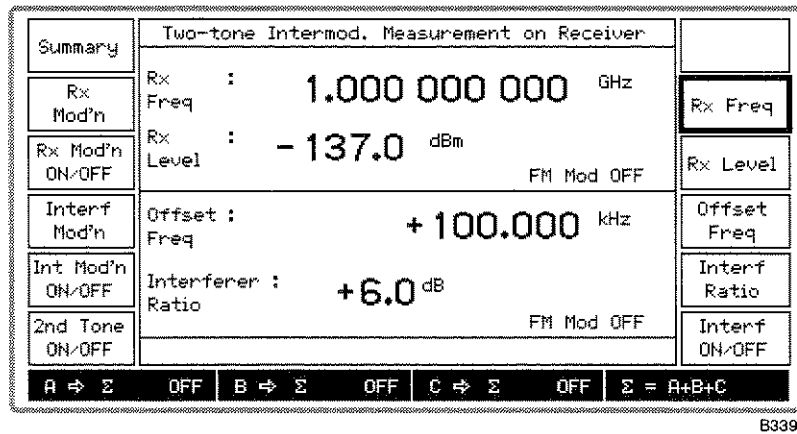 Summary
Rx
Mod'n
Rx Mod'n
ON/OFF
Interf
Mod'n
Int Mod'n
ON/OFF
2nd Tone
ON/OFF
Two-tone Intermod. Measurement on Receiver
Rx Freq : 1.000 000 000 GHz
Rx Level : -137.0 dBm
FM Mod OFF
Offset Freq : +100.000 kHz
Interferer Ratio : +6.0 dB
FM Mod OFF
Rx Freq
Rx Level
Offset
Freq
Interf
Ratio
Interf
ON/OFF
A ⇨ Σ OFF B ⇨ Σ OFF C ⇨ Σ OFF Σ = A+B+C
B339